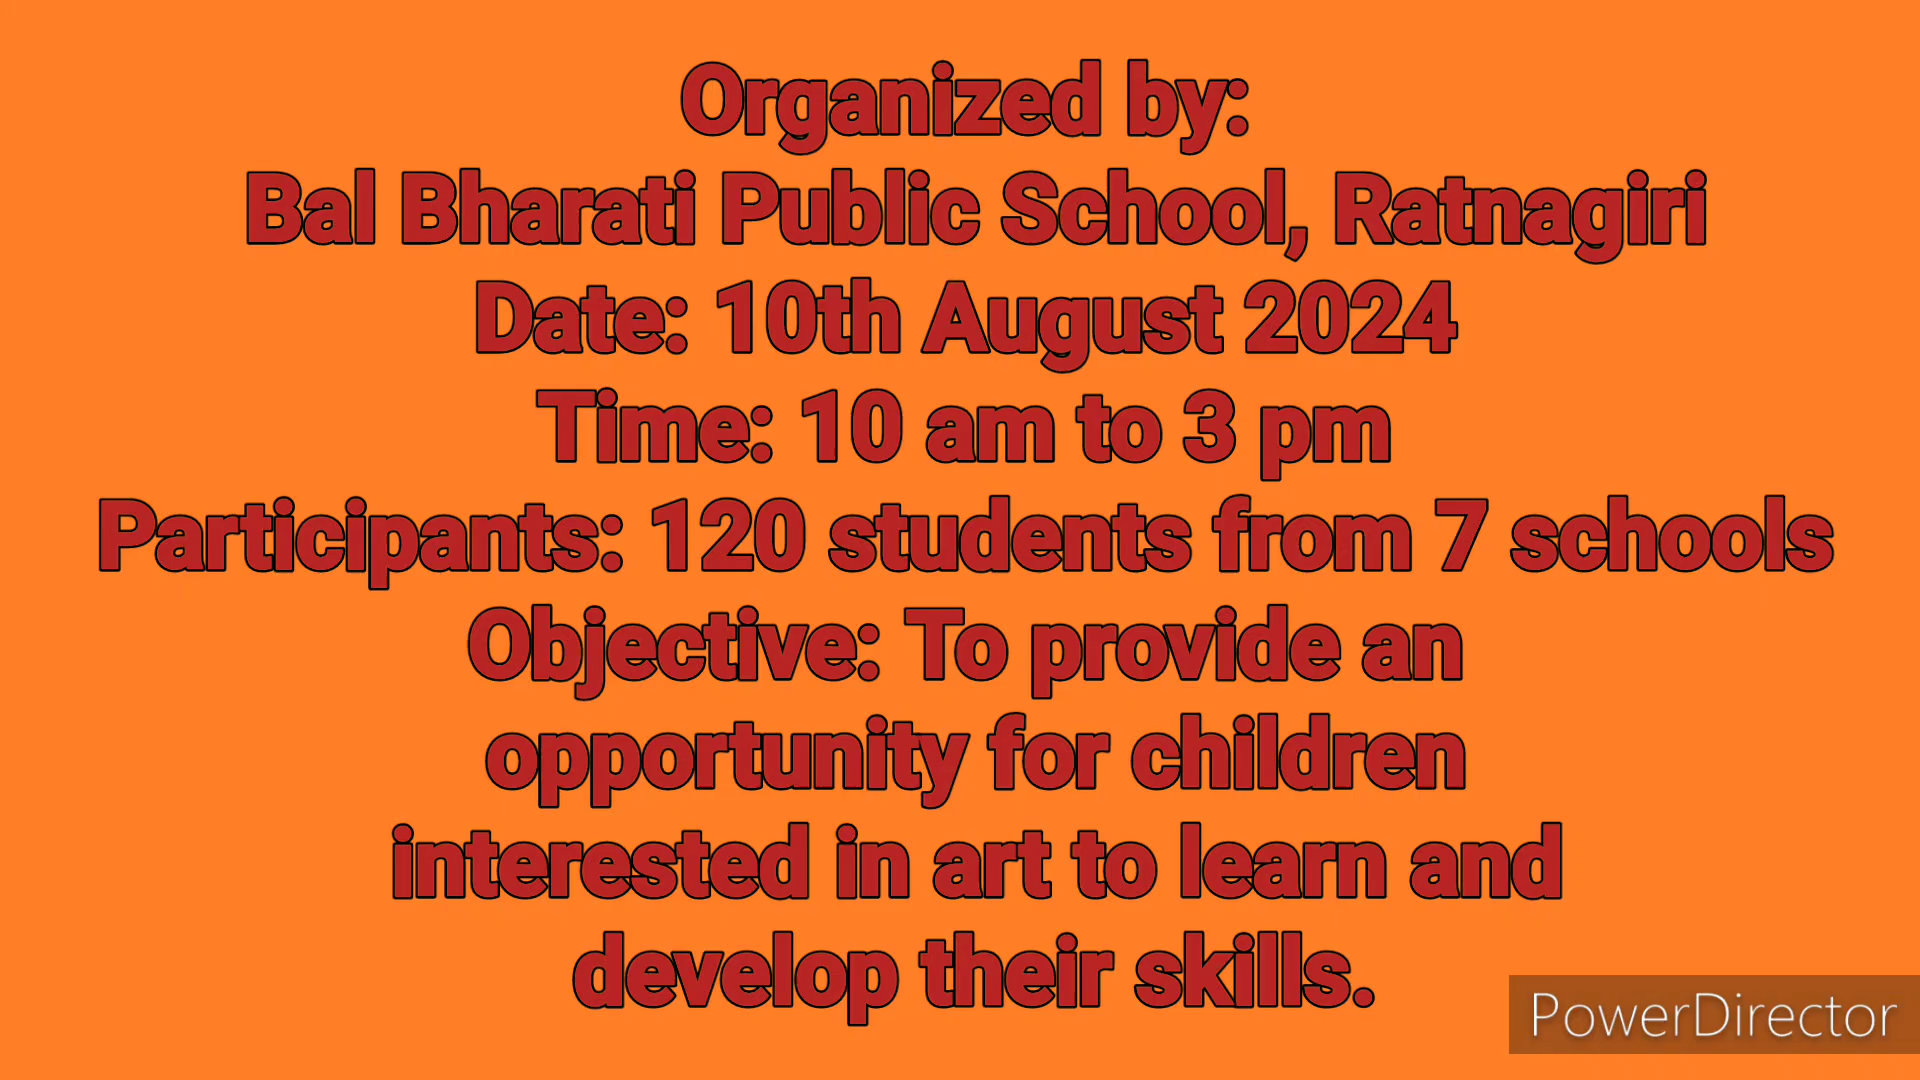 Organized by:
Bal Bharati Public School, Ratnagiri
Date: 10th August 2024
Time: 10 am to 3 pm
Participants: 120 students from 7 schools
Objective: To provide an
opportunity for children
interested in art to learn and
develop their skills.
PowerDirector